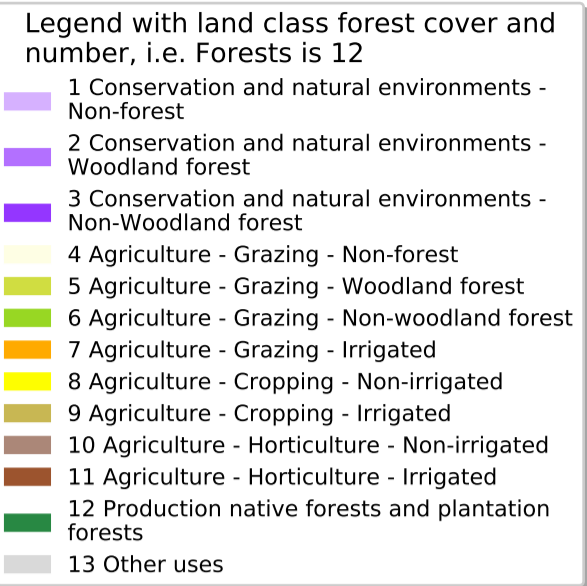 Legend with land class forest cover and
number, i.e. Forests is 12
1 Conservation and natural environments -
Non-forest
2 Conservation and natural environments -
Woodland forest
3 Conservation and natural environments -
Non-Woodland forest
4 Agriculture - Grazing - Non-forest
5 Agriculture - Grazing - Woodland forest
6 Agriculture - Grazing - Non-woodland forest
7 Agriculture - Grazing - Irrigated
8 Agriculture - Cropping - Non-irrigated
9 Agriculture - Cropping - Irrigated
10 Agriculture - Horticulture - Non-irrigated
11 Agriculture - Horticulture - Irrigated
12 Production native forests and plantation
forests
13 Other uses